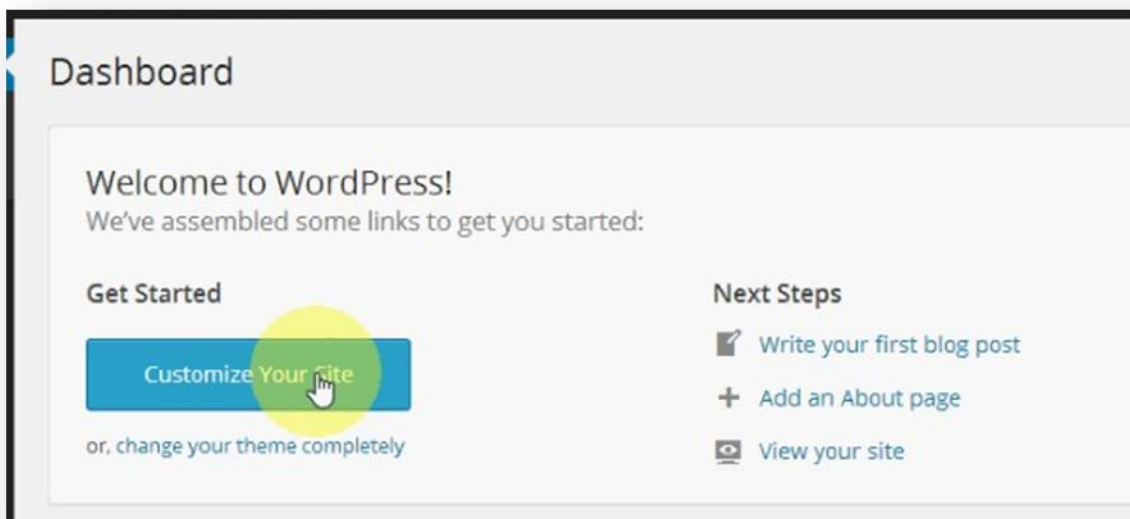 Dashboard
Welcome to WordPress!
We've assembled some links to get you started:
Get Started
Customize Your Site
or, change your theme completely
Next Steps
Write your first blog post
Add an About page
View your site